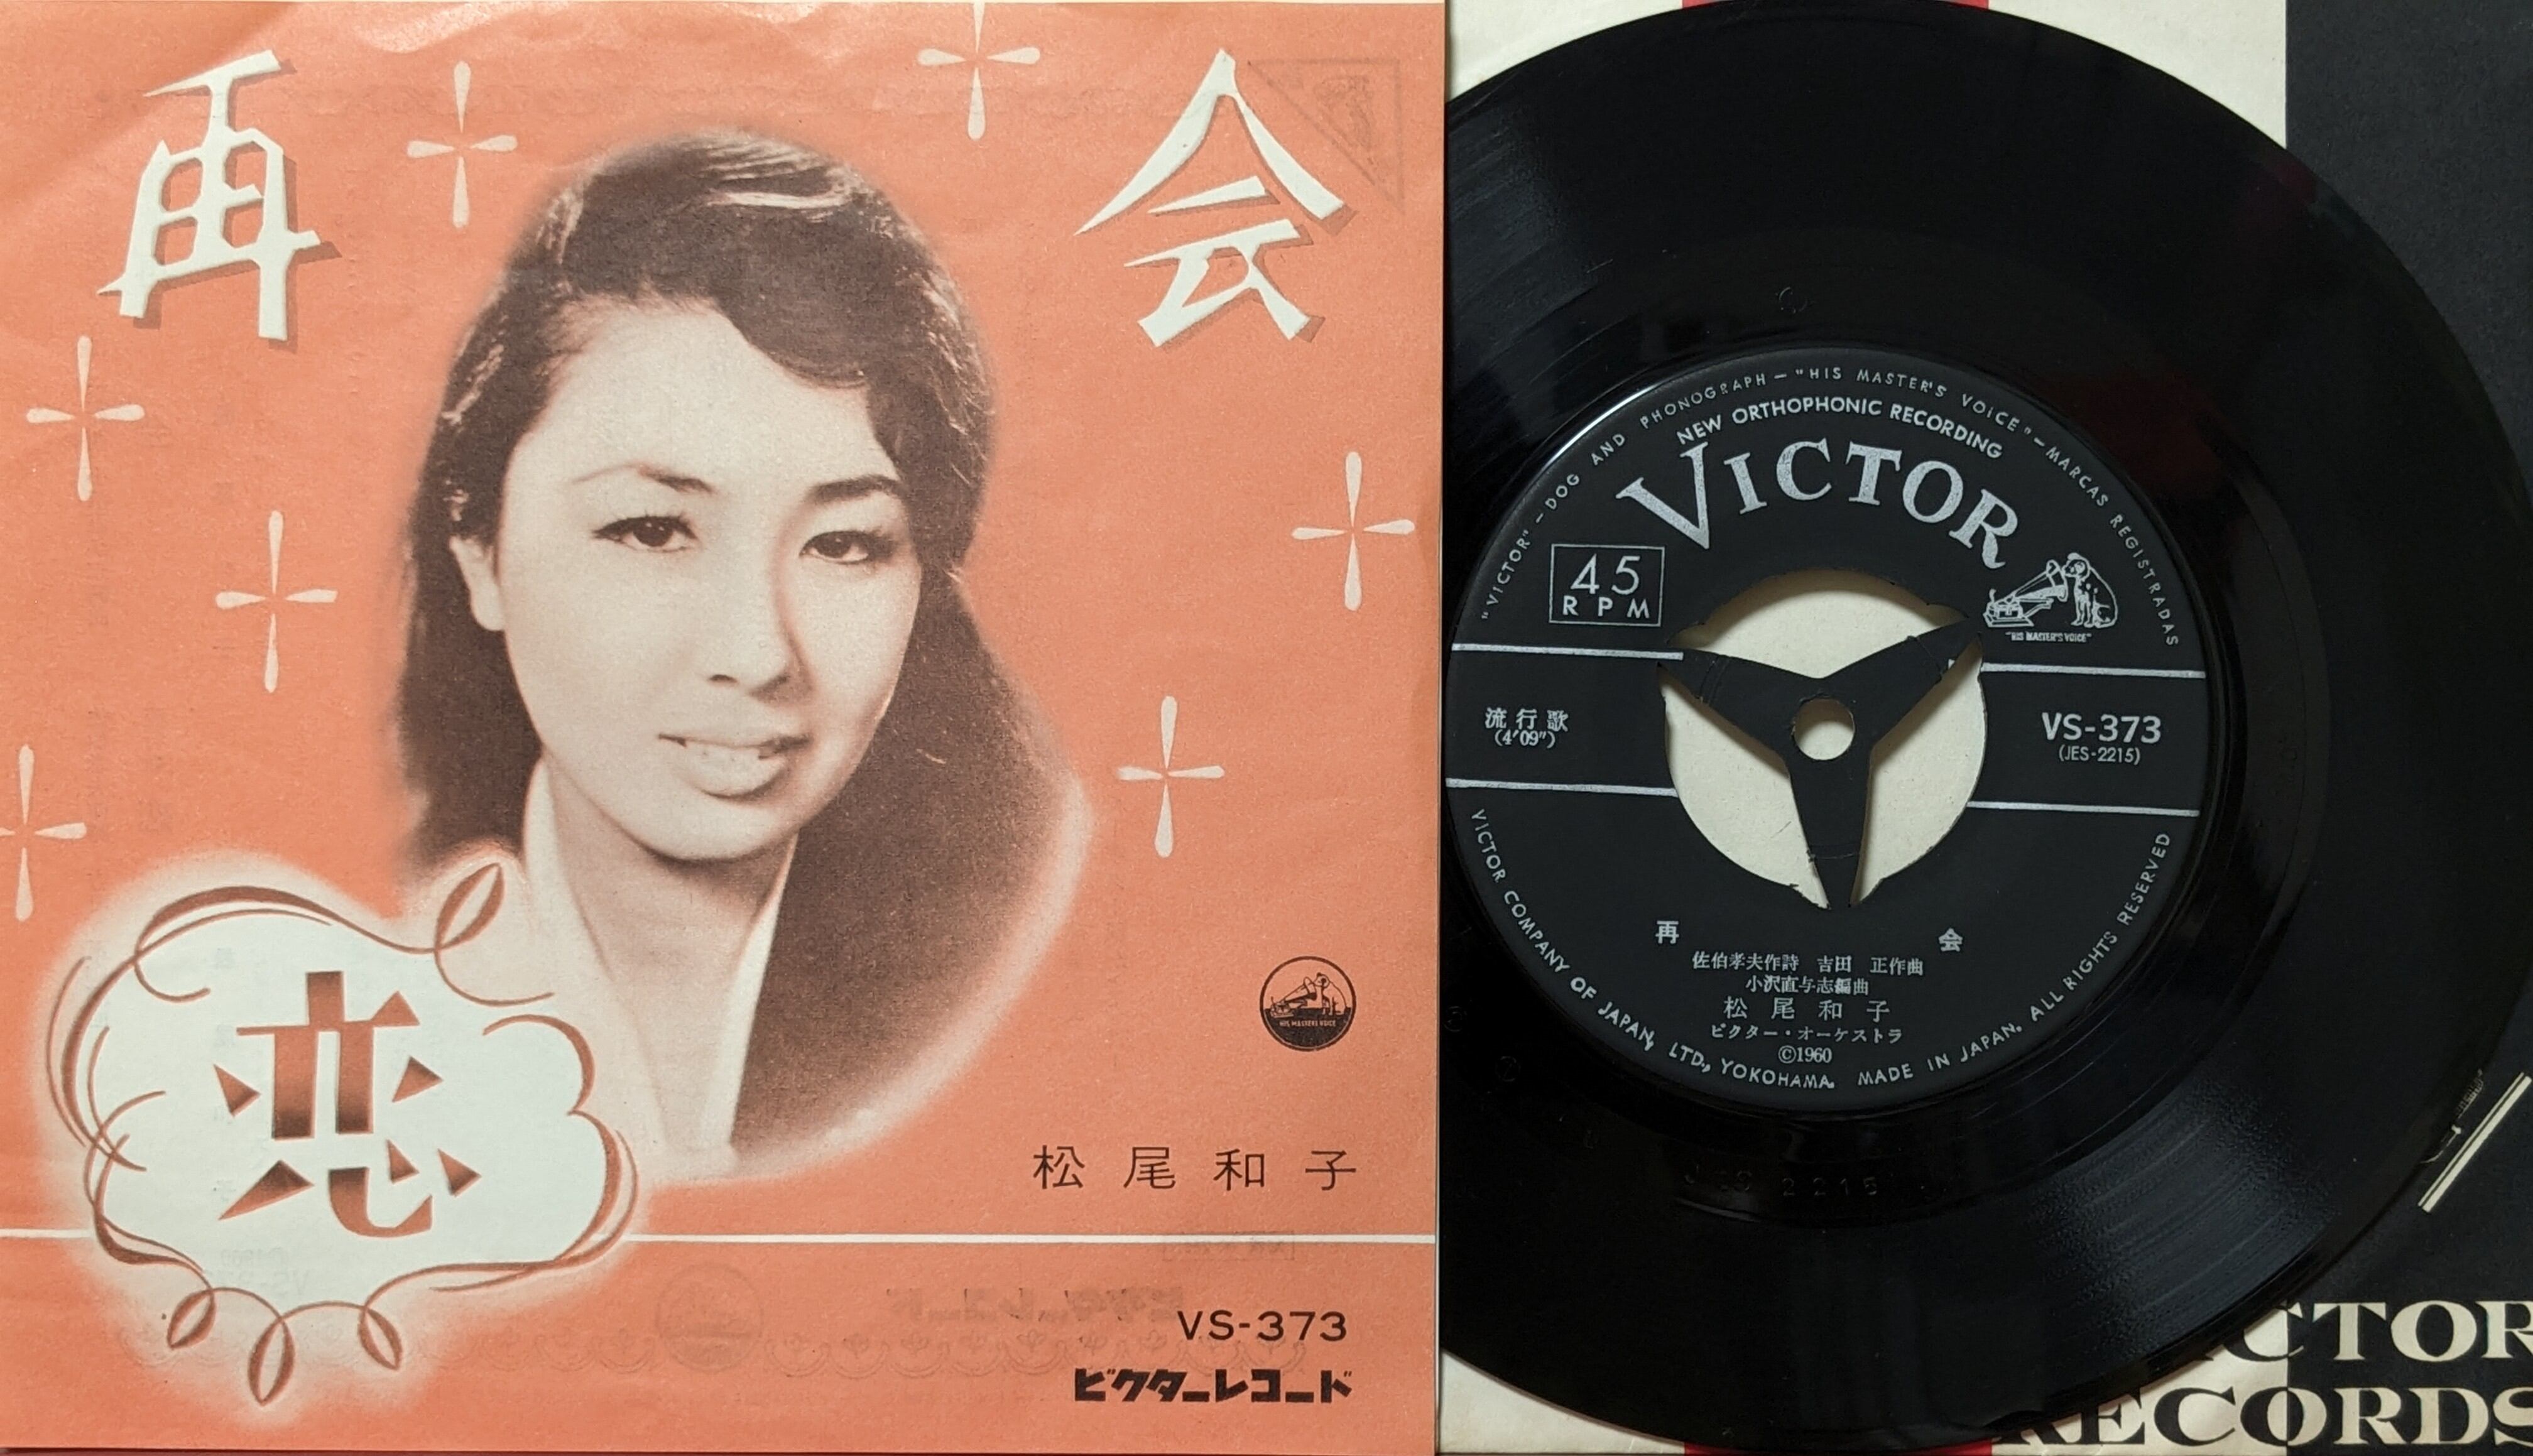 再 会
恋
HIS MASTERS VOICE
松尾和子
VS-373
ビクターレコード
"VICTOR"-DOG AND PHONOGRAPH-"HIS MASTER'S VOICE"-MARCAS REGISTRADAS
NEW ORTHOPHONIC RECORDING
VICTOR
45
RPM
"HIS MASTER'S VOICE"
流行歌
(4'09")
VS-373
(JES-2215)
再 会
佐伯孝夫作詩 吉田 正作曲
小沢直与志編曲
松尾和子
ビクター・オーケストラ
©1960
VICTOR COMPANY OF JAPAN, LTD., YOKOHAMA. MADE IN JAPAN. ALL RIGHTS RESERVED
CTOR
RECORDS